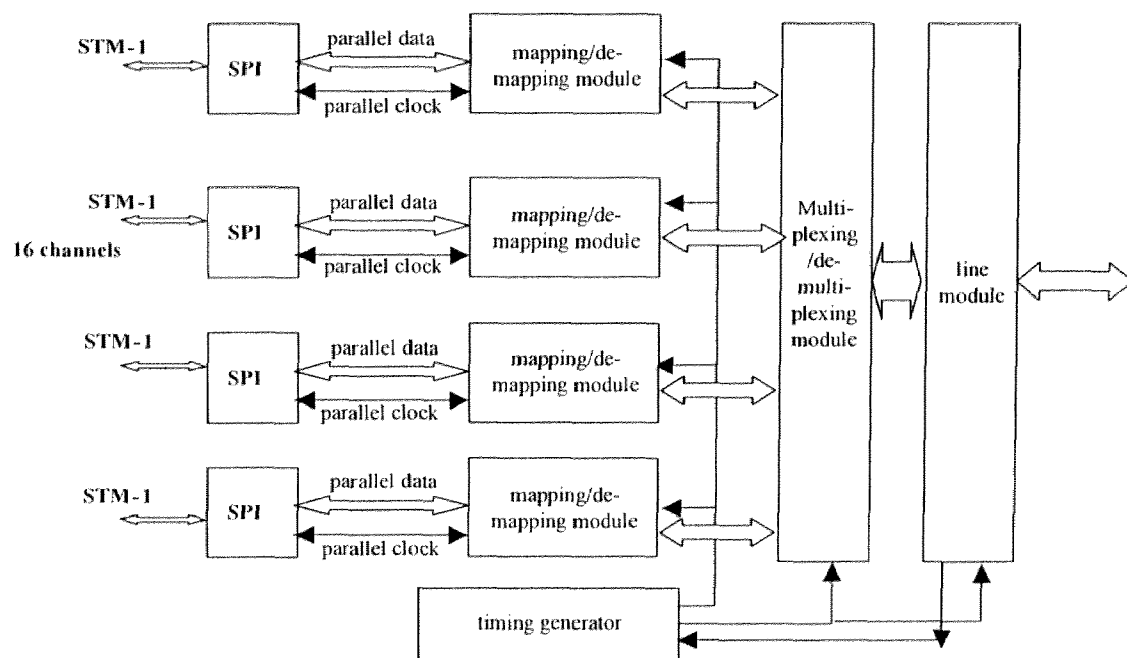 STM-1
SPI
parallel data
parallel clock
mapping/de-
mapping module
STM-1
16 channels
SPI
parallel data
parallel clock
mapping/de-
mapping module
STM-1
SPI
parallel data
parallel clock
mapping/de-
mapping module
STM-1
SPI
parallel data
parallel clock
mapping/de-
mapping module
Multi-
plexing
/de-
multi-
plexing
module
line
module
timing generator